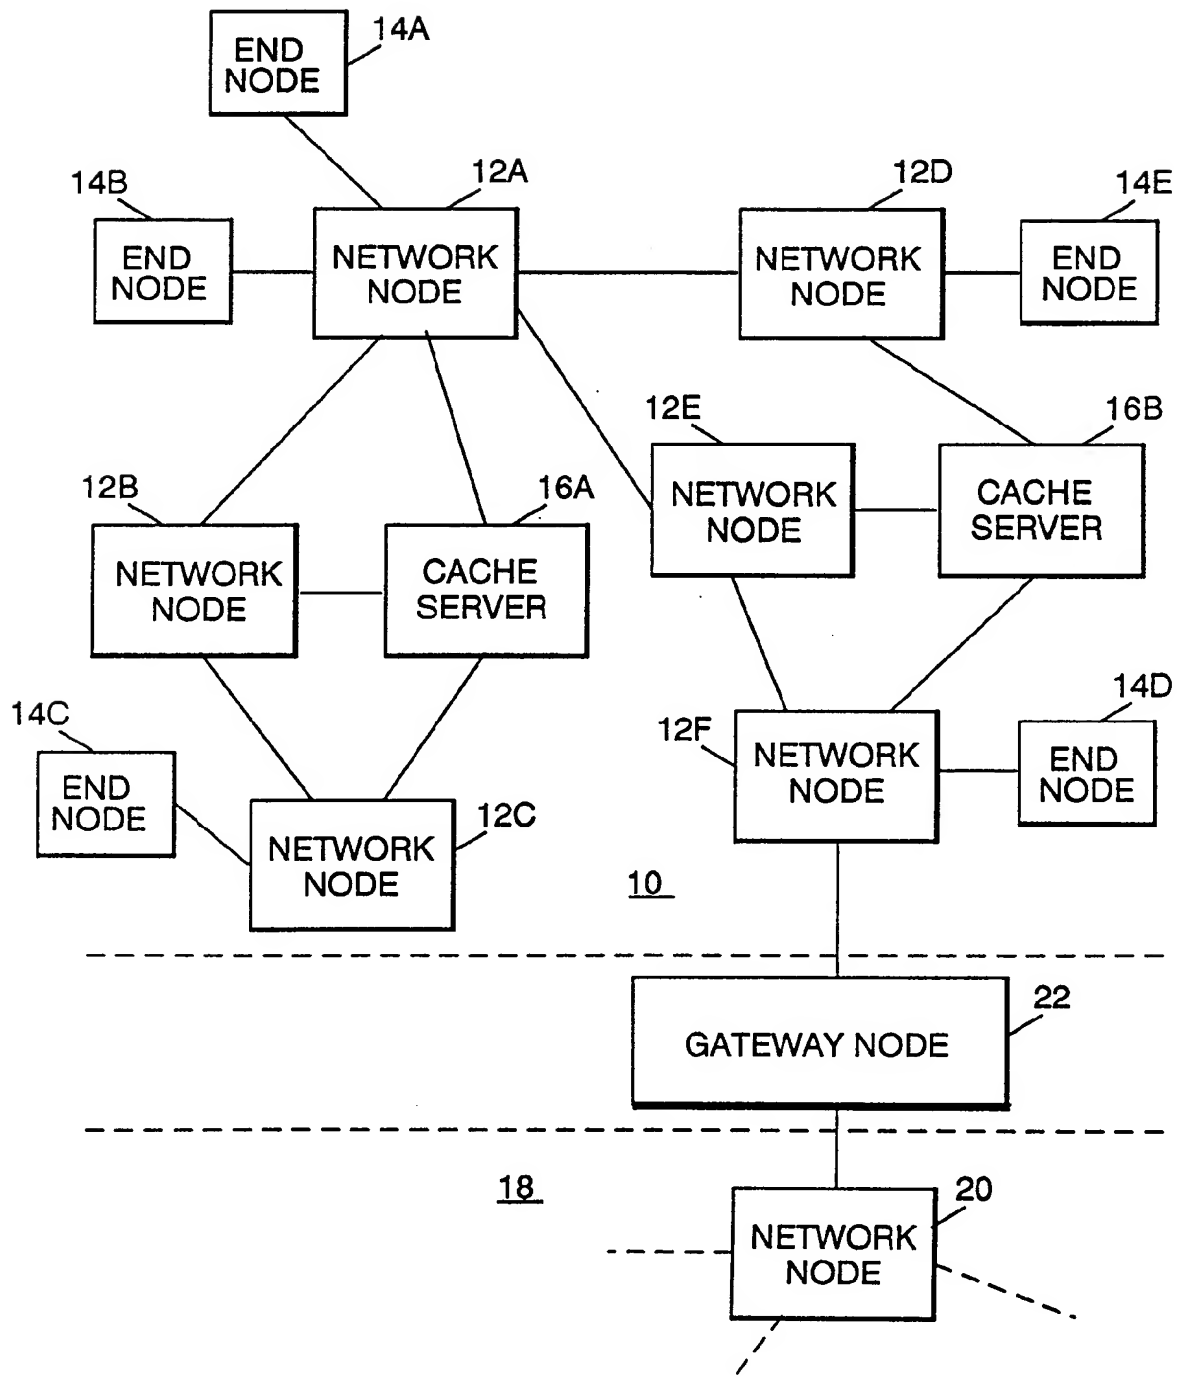 14A
END
NODE
12A
12D
14B
14E
END
NODE
NETWORK
NODE
NETWORK
NODE
END
NODE
12E
16B
12B
16A
NETWORK
NODE
CACHE
SERVER
NETWORK
NODE
CACHE
SERVER
14C
12F
14D
END
NODE
NETWORK
NODE
END
NODE
12C
NETWORK
NODE
10
22
GATEWAY NODE
18
20
NETWORK
NODE